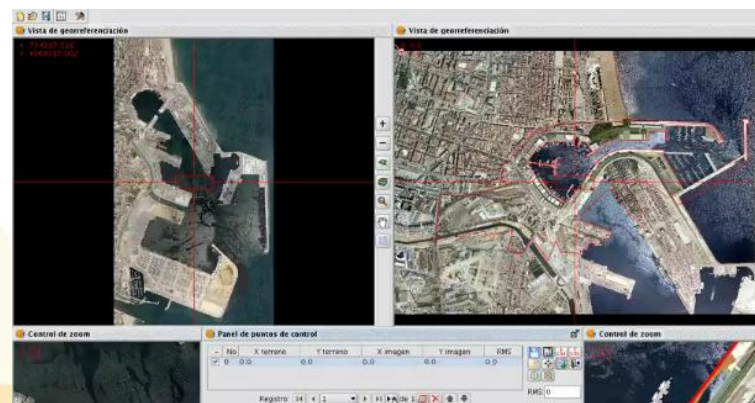 Vista de georreferenciación
Vista de georreferenciación
Control de zoom
Panel de puntos de control
Control de zoom
- No X terreno Y terreno X imagen Y imagen RMS
0 0.0 0.0 0.0 0.0 0.0
Registro: 1 de 1
RMS: 0